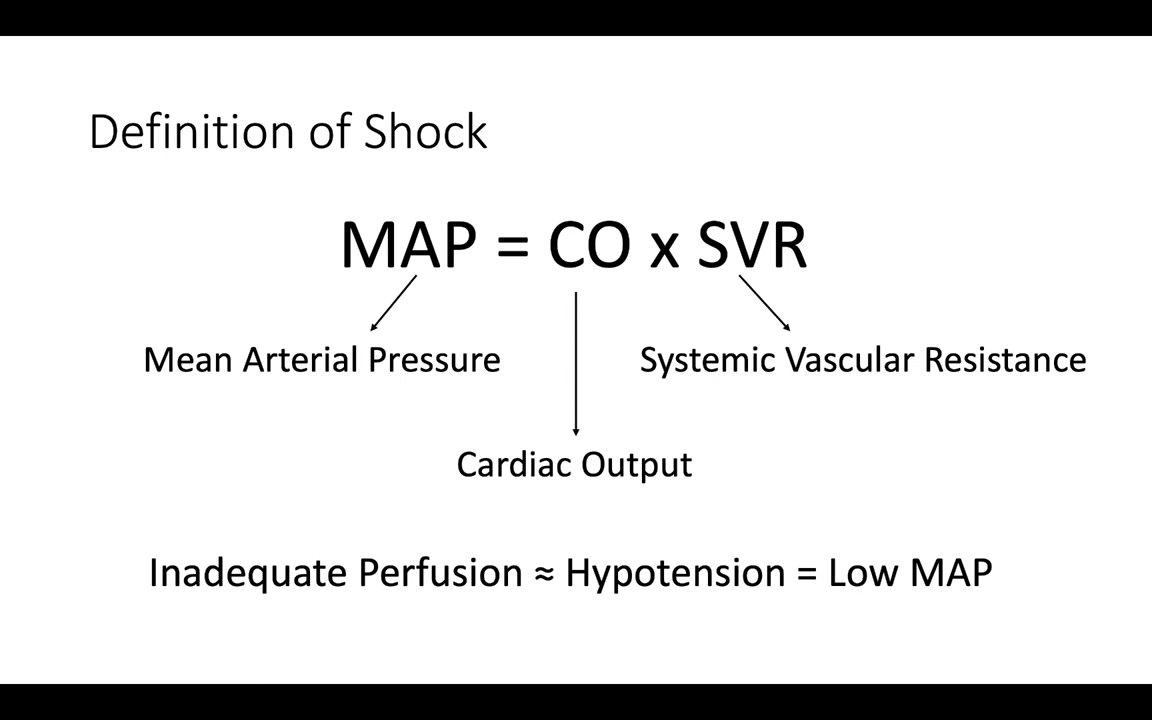 Definition of Shock
MAP = CO x SVR
Mean Arterial Pressure
Systemic Vascular Resistance
Cardiac Output
Inadequate Perfusion ≈ Hypotension = Low MAP